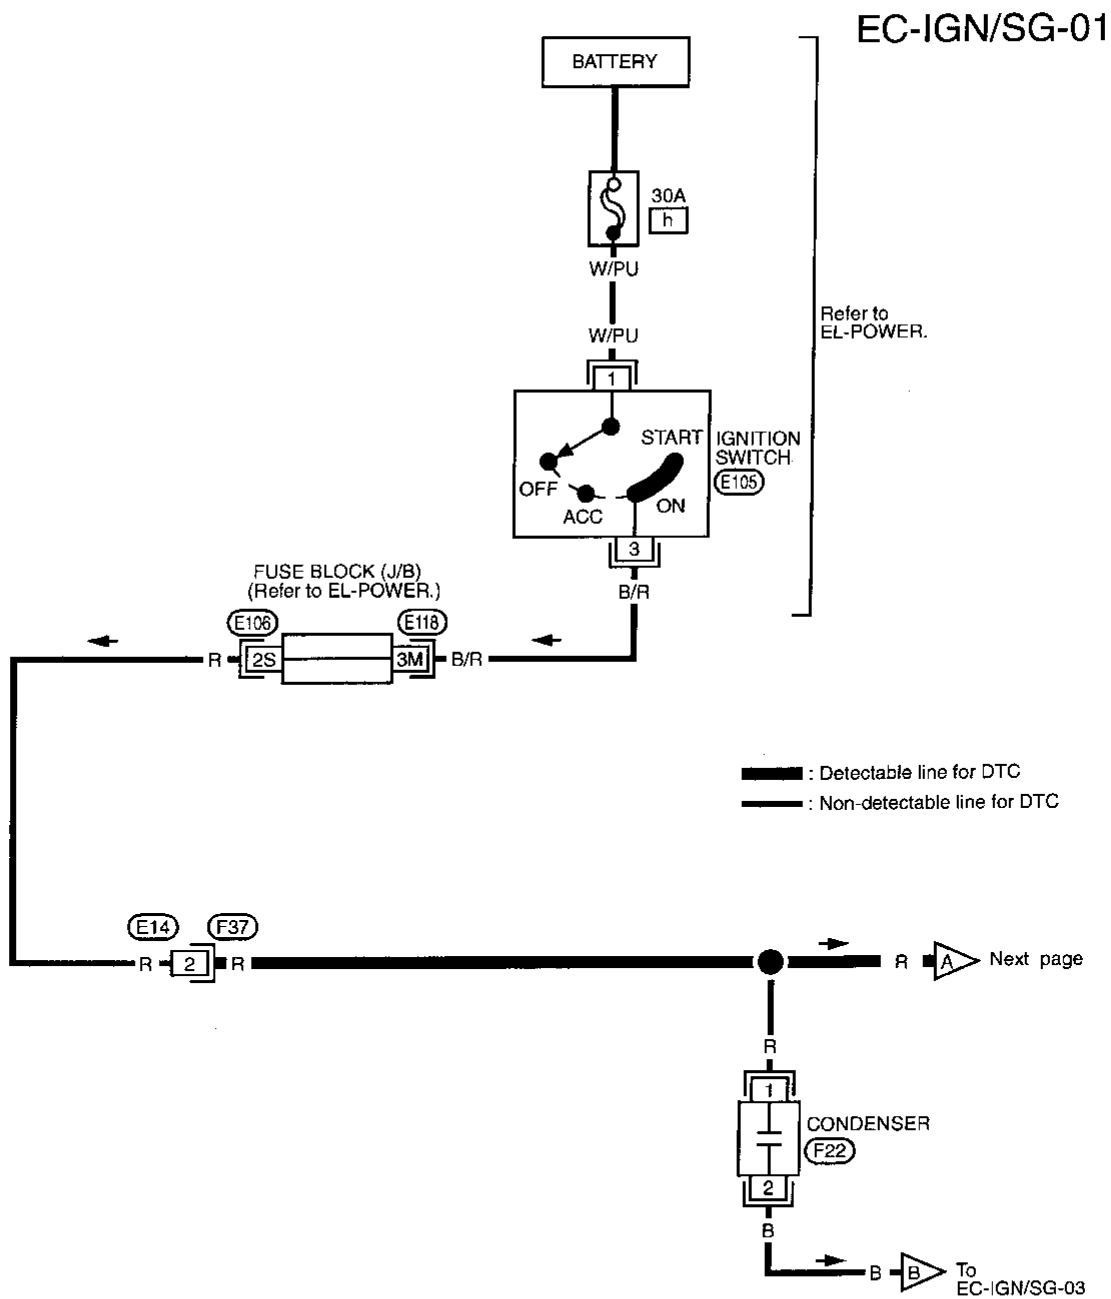 EC-IGN/SG-01
BATTERY
30A
h
W/PU
W/PU
Refer to
EL-POWER.
1
START
IGNITION
SWITCH
E105
OFF
ACC
ON
3
B/R
FUSE BLOCK (J/B)
(Refer to EL-POWER.)
E106
E118
R
2S
3M
B/R
: Detectable line for DTC
: Non-detectable line for DTC
E14
F37
R
2
R
R
A
Next page
R
1
CONDENSER
F22
2
B
B
B
To
EC-IGN/SG-03